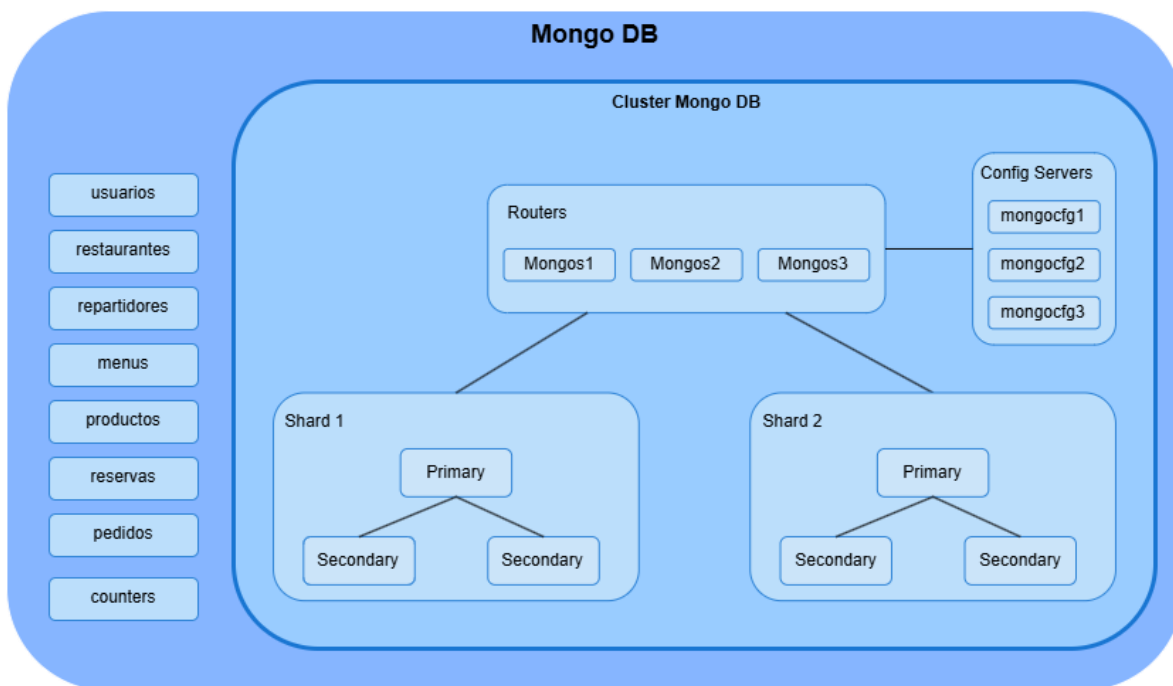 Mongo DB
Cluster Mongo DB
usuarios
restaurantes
repartidores
menus
productos
reservas
pedidos
counters
Routers
Mongos1
Mongos2
Mongos3
Config Servers
mongocfg1
mongocfg2
mongocfg3
Shard 1
Primary
Secondary
Secondary
Shard 2
Primary
Secondary
Secondary